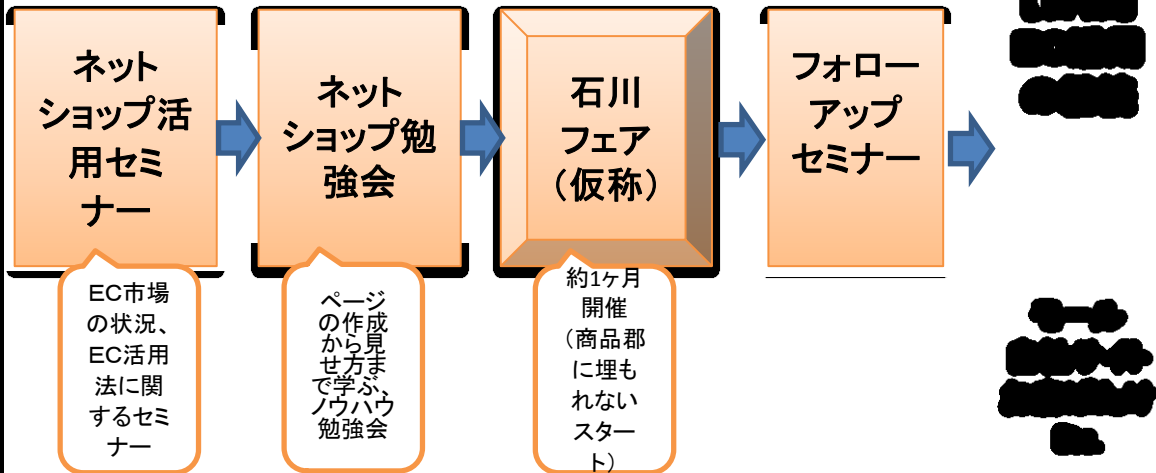 ネット
ショップ活
用セミ
ナー
ネット
ショップ勉
強会
石川
フェア
（仮称）
フォロー
アップ
セミナー
EC市場
の状況、
EC活用
法に関
するセミ
ナー
ページ
の作成
から見
せ方ま
で学ぶ、
ノウハウ
勉強会
約1ヶ月
開催
（商品郡
に埋も
れない
スター
ト）